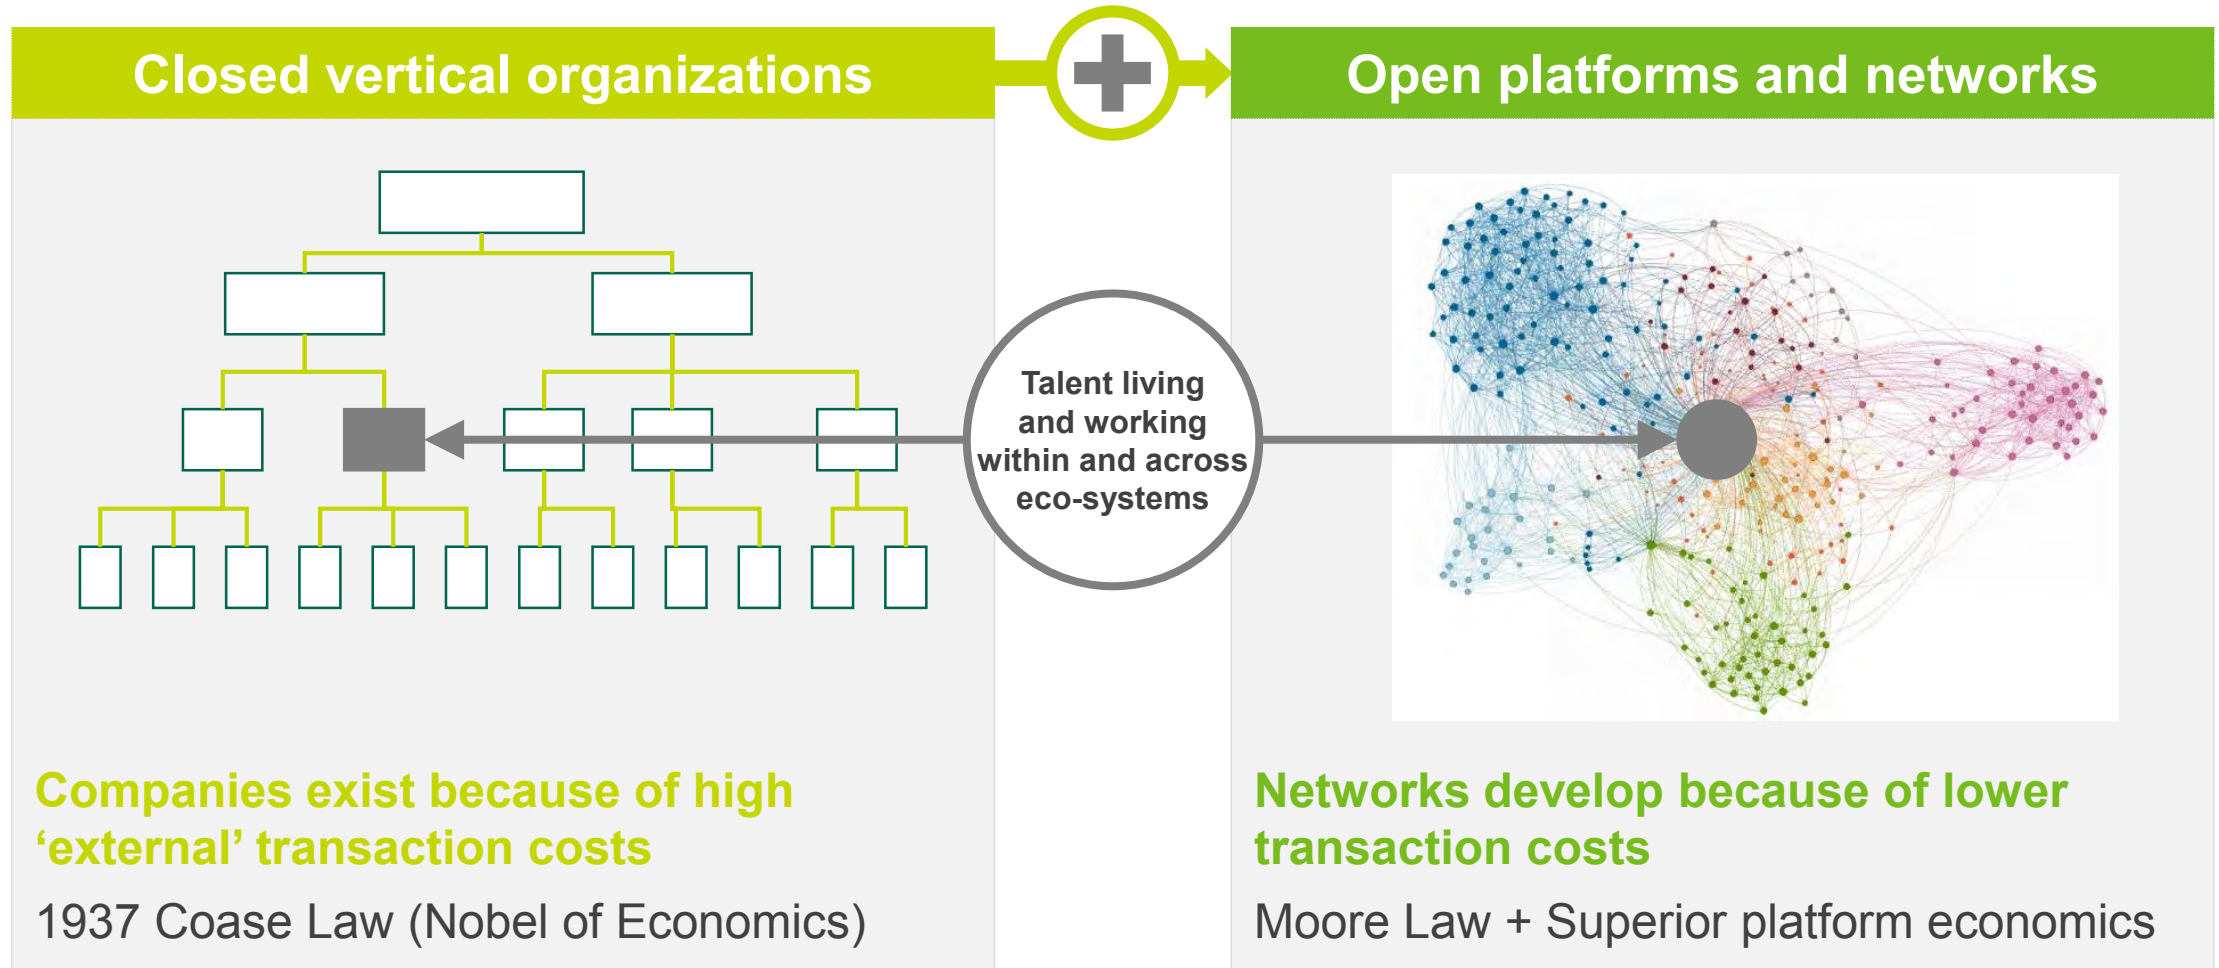 Closed vertical organizations
Open platforms and networks
Talent living
and working
within and across
eco-systems
Companies exist because of high
‘external’ transaction costs
1937 Coase Law (Nobel of Economics)
Networks develop because of lower
transaction costs
Moore Law + Superior platform economics